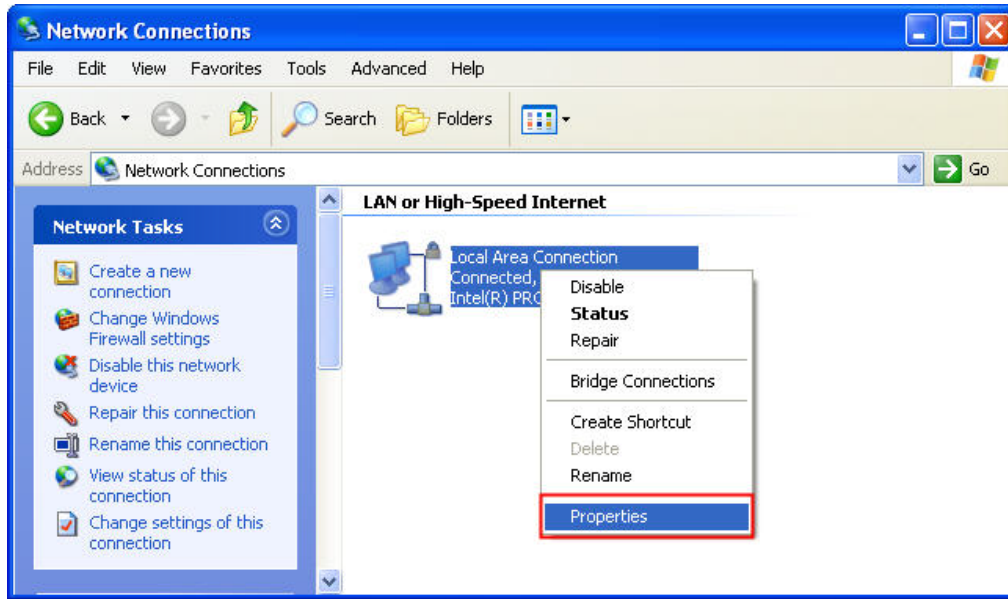 Network Connections
File Edit View Favorites Tools Advanced Help
Back Search Folders
Address Network Connections Go
Network Tasks
Create a new
connection
Change Windows
Firewall settings
Disable this network
device
Repair this connection
Rename this connection
View status of this
connection
Change settings of this
connection
LAN or High-Speed Internet
Local Area Connection
Connected,
Intel(R)
Disable
Status
Repair
Bridge Connections
Create Shortcut
Delete
Rename
Properties